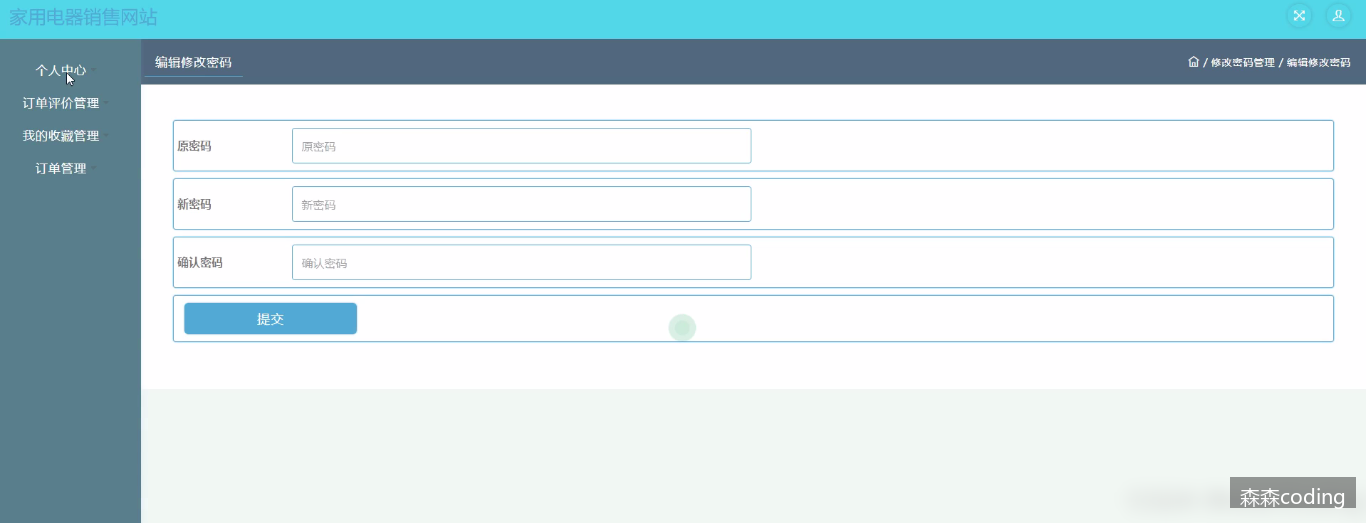 家用电器销售网站
个人中心
订单评价管理
我的收藏管理
订单管理
编辑修改密码
/ 修改密码管理 / 编辑修改密码
原密码
原密码
新密码
新密码
确认密码
确认密码
提交
森森coding